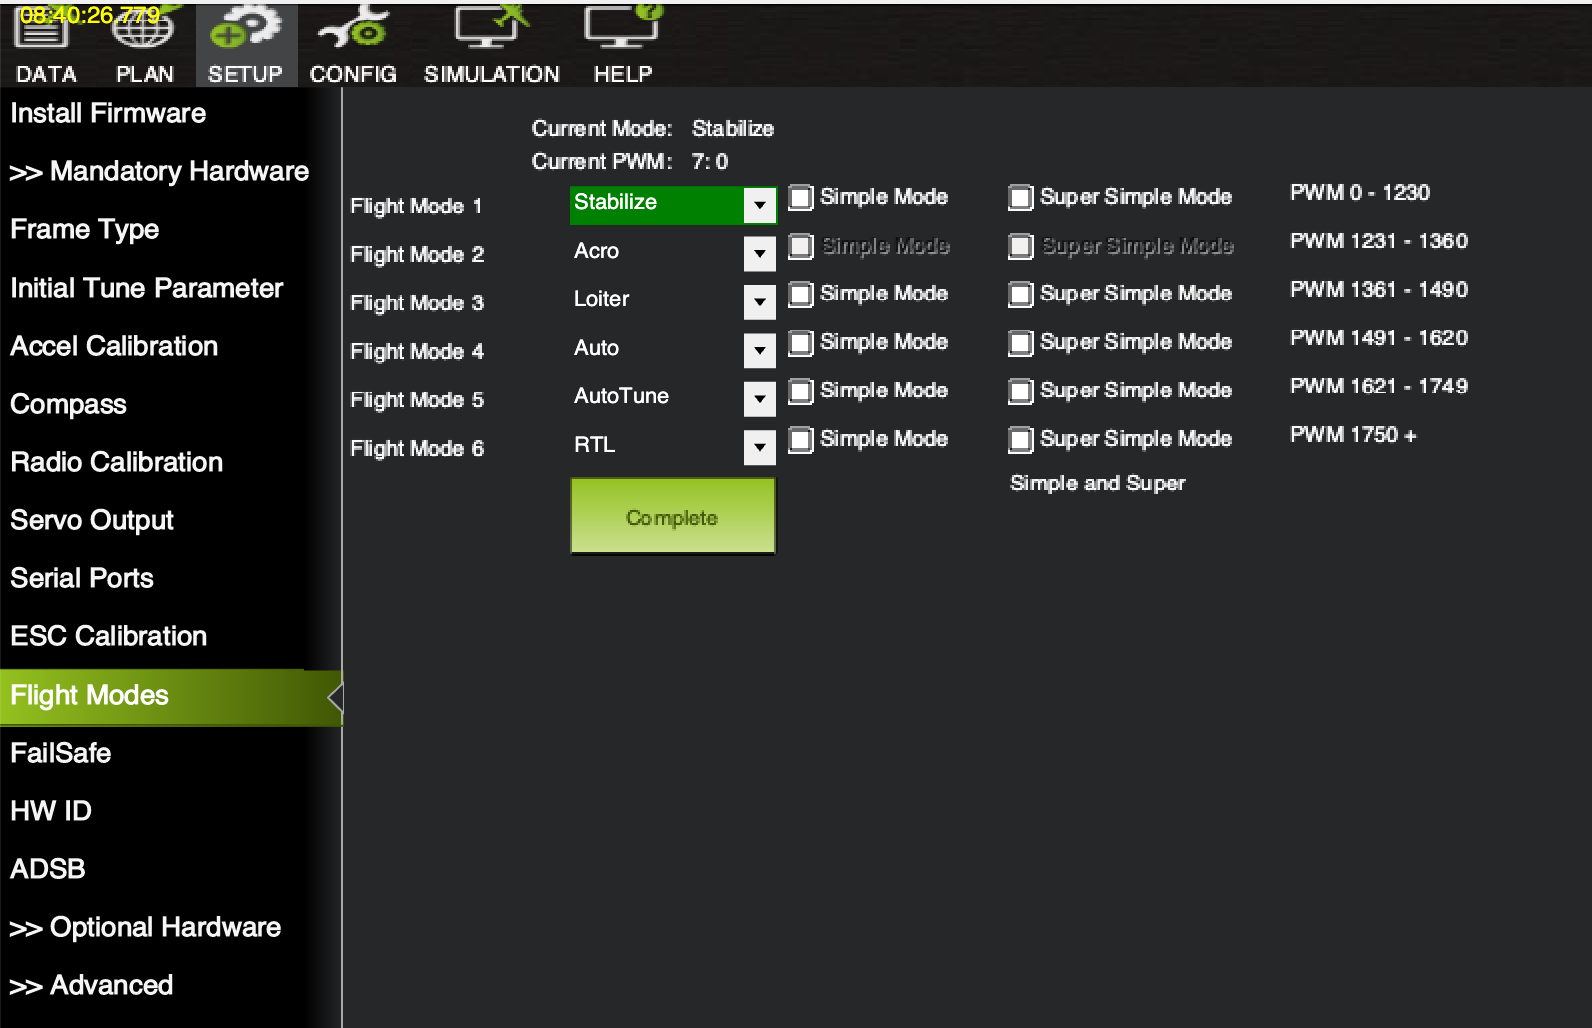 08:40:26.779
DATA PLAN SETUP CONFIG SIMULATION HELP
Install Firmware
>> Mandatory Hardware
Frame Type
Initial Tune Parameter
Accel Calibration
Compass
Radio Calibration
Servo Output
Serial Ports
ESC Calibration
Flight Modes
FailSafe
HW ID
ADSB
>> Optional Hardware
>> Advanced
Current Mode: Stabilize
Current PWM: 7: 0
Flight Mode 1 Stabilize Simple Mode Super Simple Mode PWM 0 - 1230
Flight Mode 2 Acro Simple Mode Super Simple Mode PWM 1231 - 1360
Flight Mode 3 Loiter Simple Mode Super Simple Mode PWM 1361 - 1490
Flight Mode 4 Auto Simple Mode Super Simple Mode PWM 1491 - 1620
Flight Mode 5 AutoTune Simple Mode Super Simple Mode PWM 1621 - 1749
Flight Mode 6 RTL Simple Mode Super Simple Mode PWM 1750 +
Simple and Super
Complete